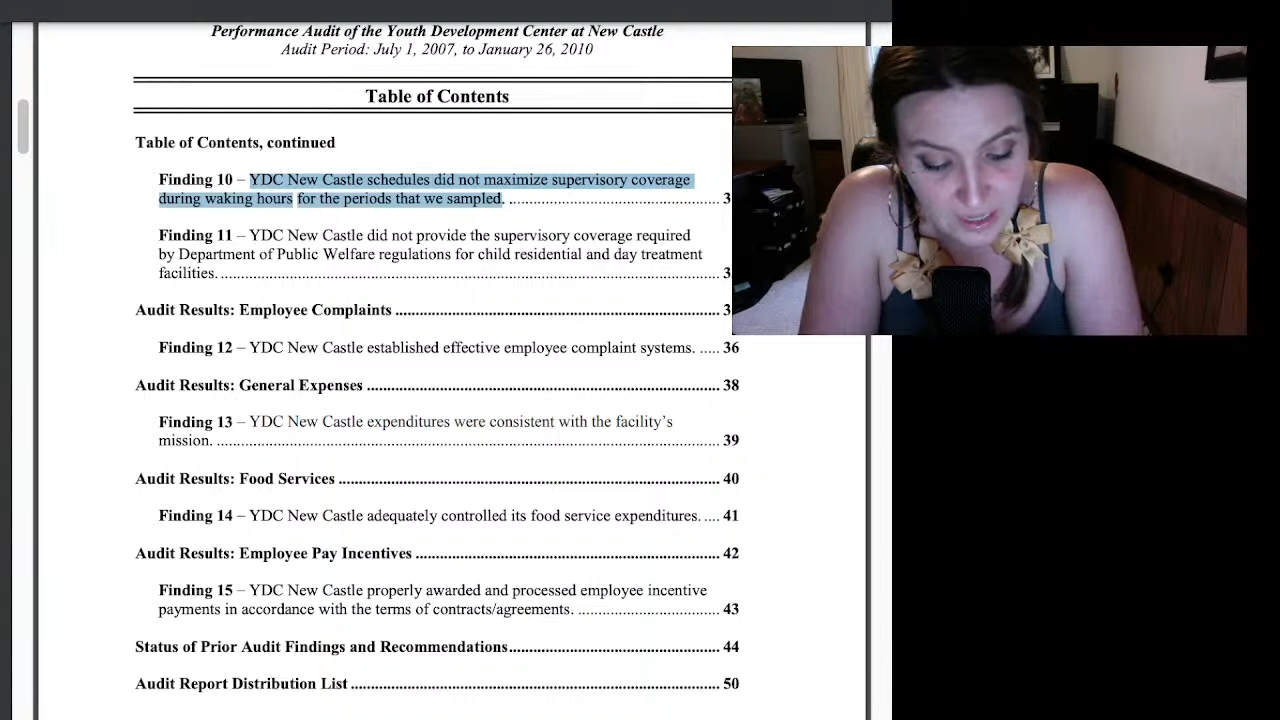 Performance Audit of the Youth Development Center at New Castle
Audit Period: July 1, 2007, to January 26, 2010
Table of Contents
Table of Contents, continued
Finding 10 – YDC New Castle schedules did not maximize supervisory coverage
during waking hours for the periods that we sampled. ........................................................ 3
Finding 11 – YDC New Castle did not provide the supervisory coverage required
by Department of Public Welfare regulations for child residential and day treatment
facilities. ........................................................ 3
Audit Results: Employee Complaints ........................................................ 3
Finding 12 – YDC New Castle established effective employee complaint systems. ..... 36
Audit Results: General Expenses ........................................................ 38
Finding 13 – YDC New Castle expenditures were consistent with the facility’s
mission. ........................................................ 39
Audit Results: Food Services ........................................................ 40
Finding 14 – YDC New Castle adequately controlled its food service expenditures. .... 41
Audit Results: Employee Pay Incentives ........................................................ 42
Finding 15 – YDC New Castle properly awarded and processed employee incentive
payments in accordance with the terms of contracts/agreements. ................................... 43
Status of Prior Audit Findings and Recommendations..................................................... 44
Audit Report Distribution List ........................................................ 50